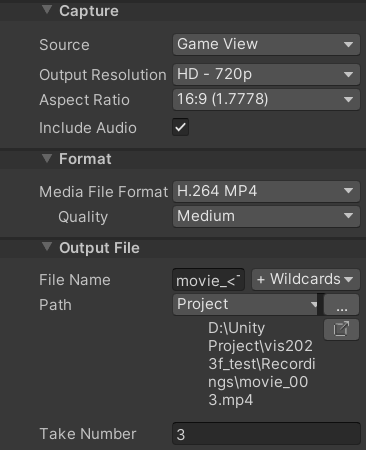 Capture
Source Game View
Output Resolution HD - 720p
Aspect Ratio 16:9 (1.7778)
Include Audio
Format
Media File Format H.264 MP4
Quality Medium
Output File
File Name movie_< + Wildcards
Path Project ...
D:\Unity
Project\vis202
3f_test\Recordi
ngs\movie_00
3.mp4
Take Number 3